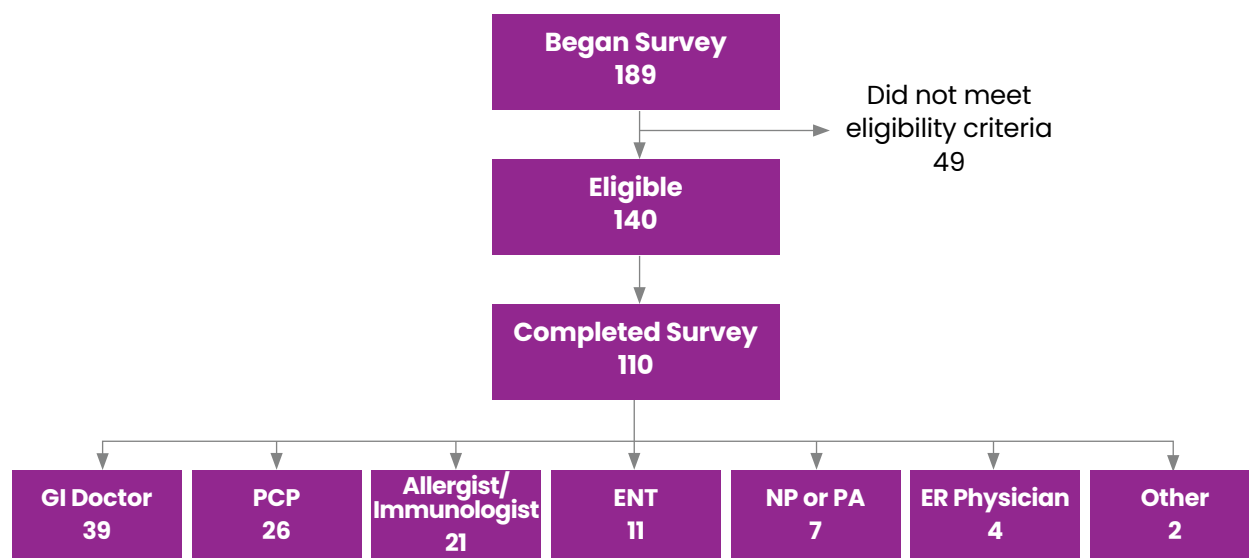 Began Survey
189
Did not meet
eligibility criteria
49
Eligible
140
Completed Survey
110
GI Doctor
39
PCP
26
Allergist/
Immunologist
21
ENT
11
NP or PA
7
ER Physician
4
Other
2